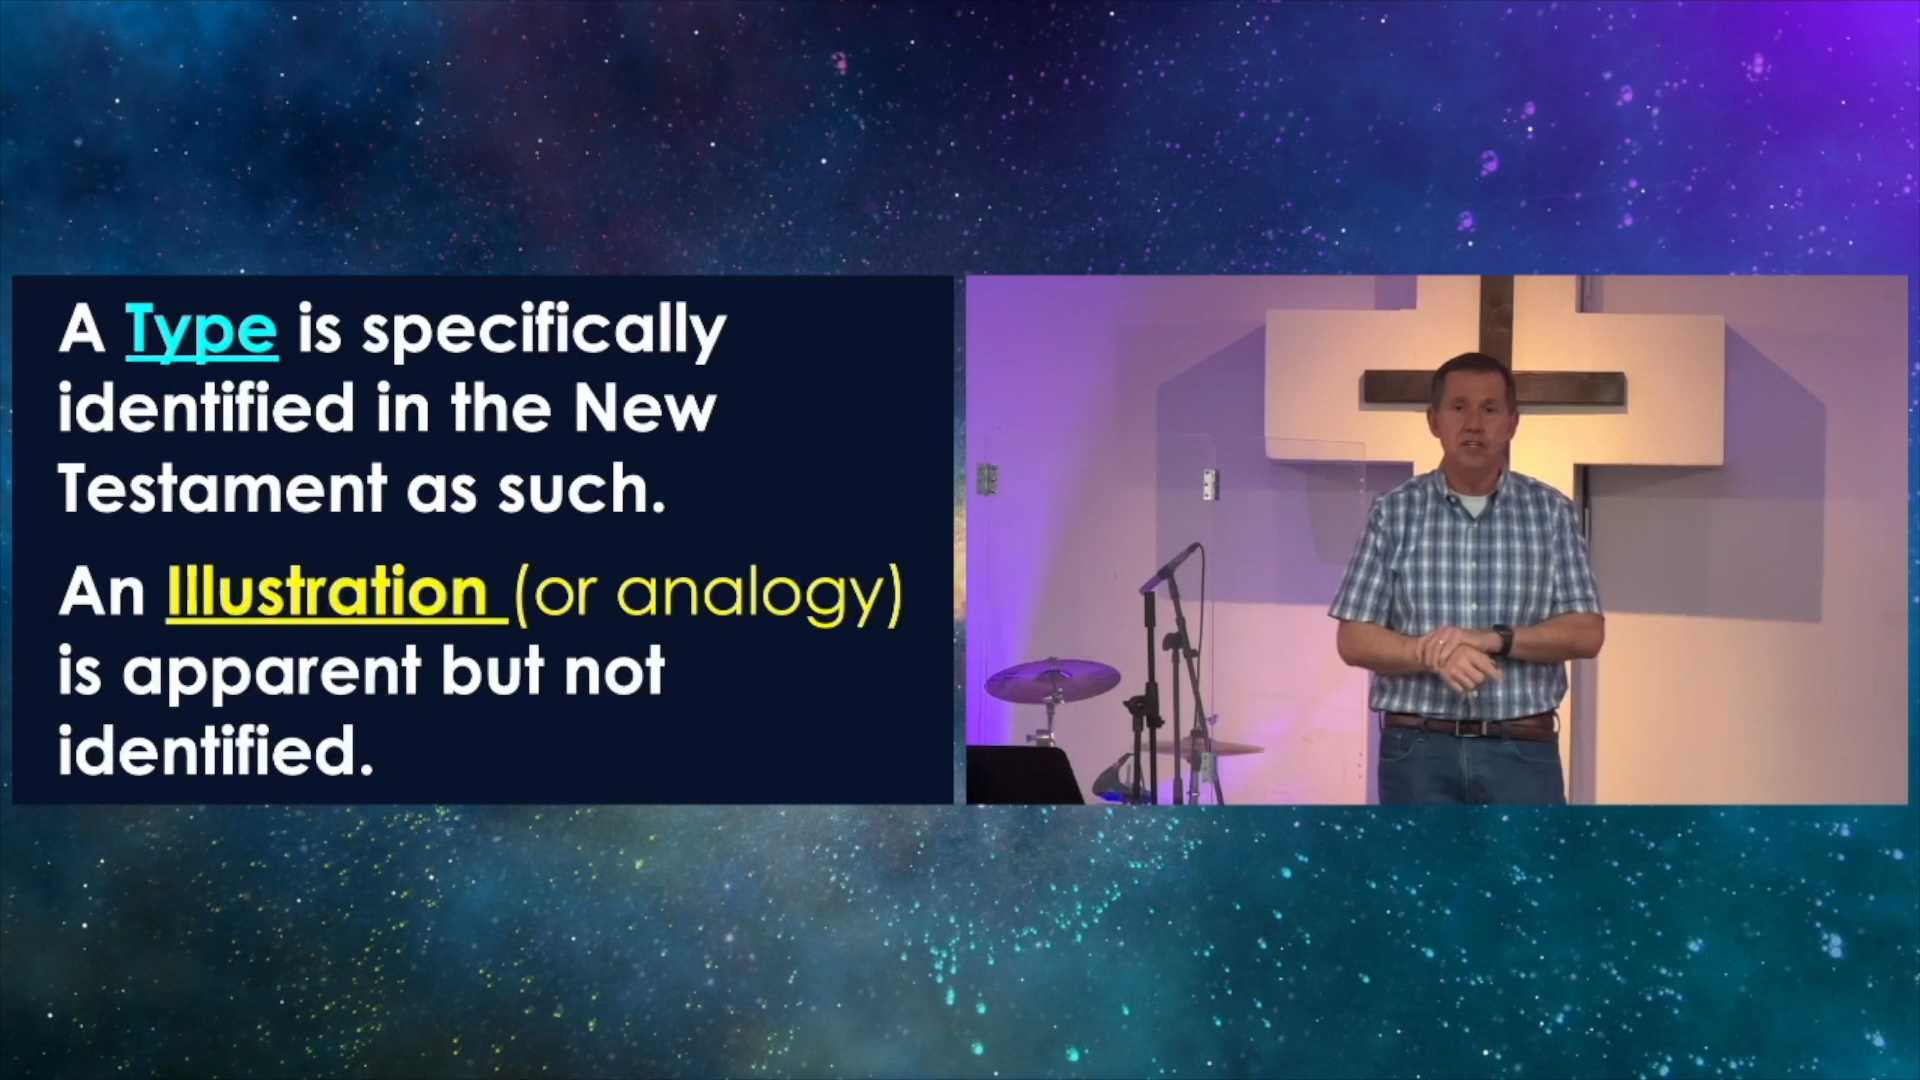 A Type is specifically
identified in the New
Testament as such.
An Illustration (or analogy)
is apparent but not
identified.